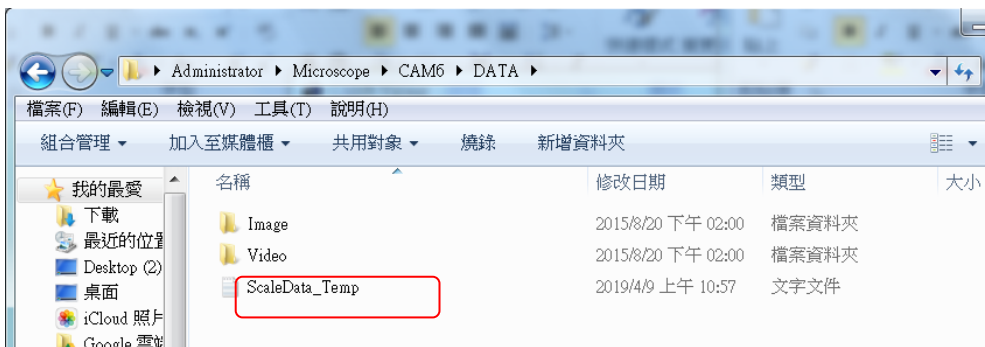 Administrator ▸ Microscope ▸ CAM6 ▸ DATA ▸
檔案(F) 編輯(E) 檢視(V) 工具(T) 說明(H)
組合管理 加入至媒體櫃 共用對象 燒錄 新增資料夾
我的最愛 名稱 修改日期 類型 大小
下載
Image 2015/8/20 下午 02:00 檔案資料夾
最近的位置
Video 2015/8/20 下午 02:00 檔案資料夾
Desktop (2)
桌面 ScaleData_Temp 2019/4/9 上午 10:57 文字文件
iCloud 照片
Google